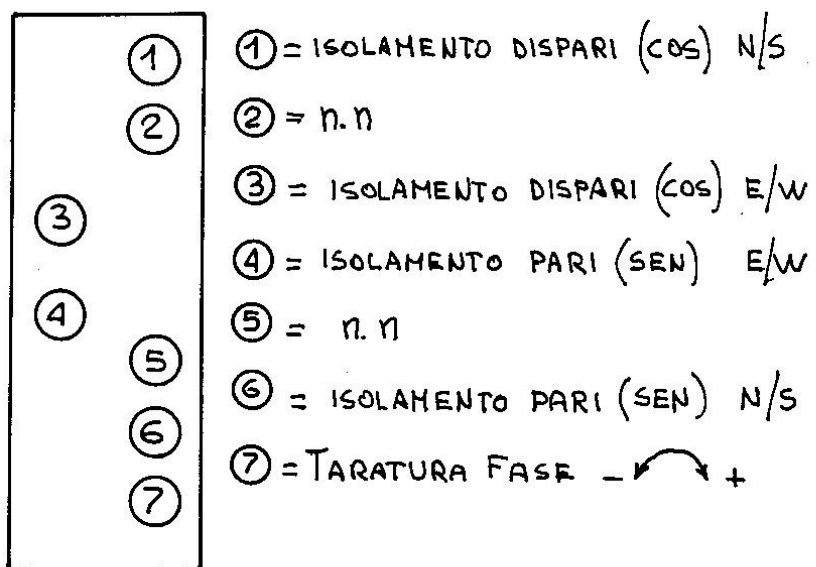 ① = ISOLAMENTO DISPARI (COS) N/S
② = n.n
③ = ISOLAMENTO DISPARI (COS) E/W
④ = ISOLAMENTO PARI (SEN) E/W
⑤ = n.n
⑥ = ISOLAMENTO PARI (SEN) N/S
⑦ = TARATURA FASE - +
①
②
③
④
⑤
⑥
⑦